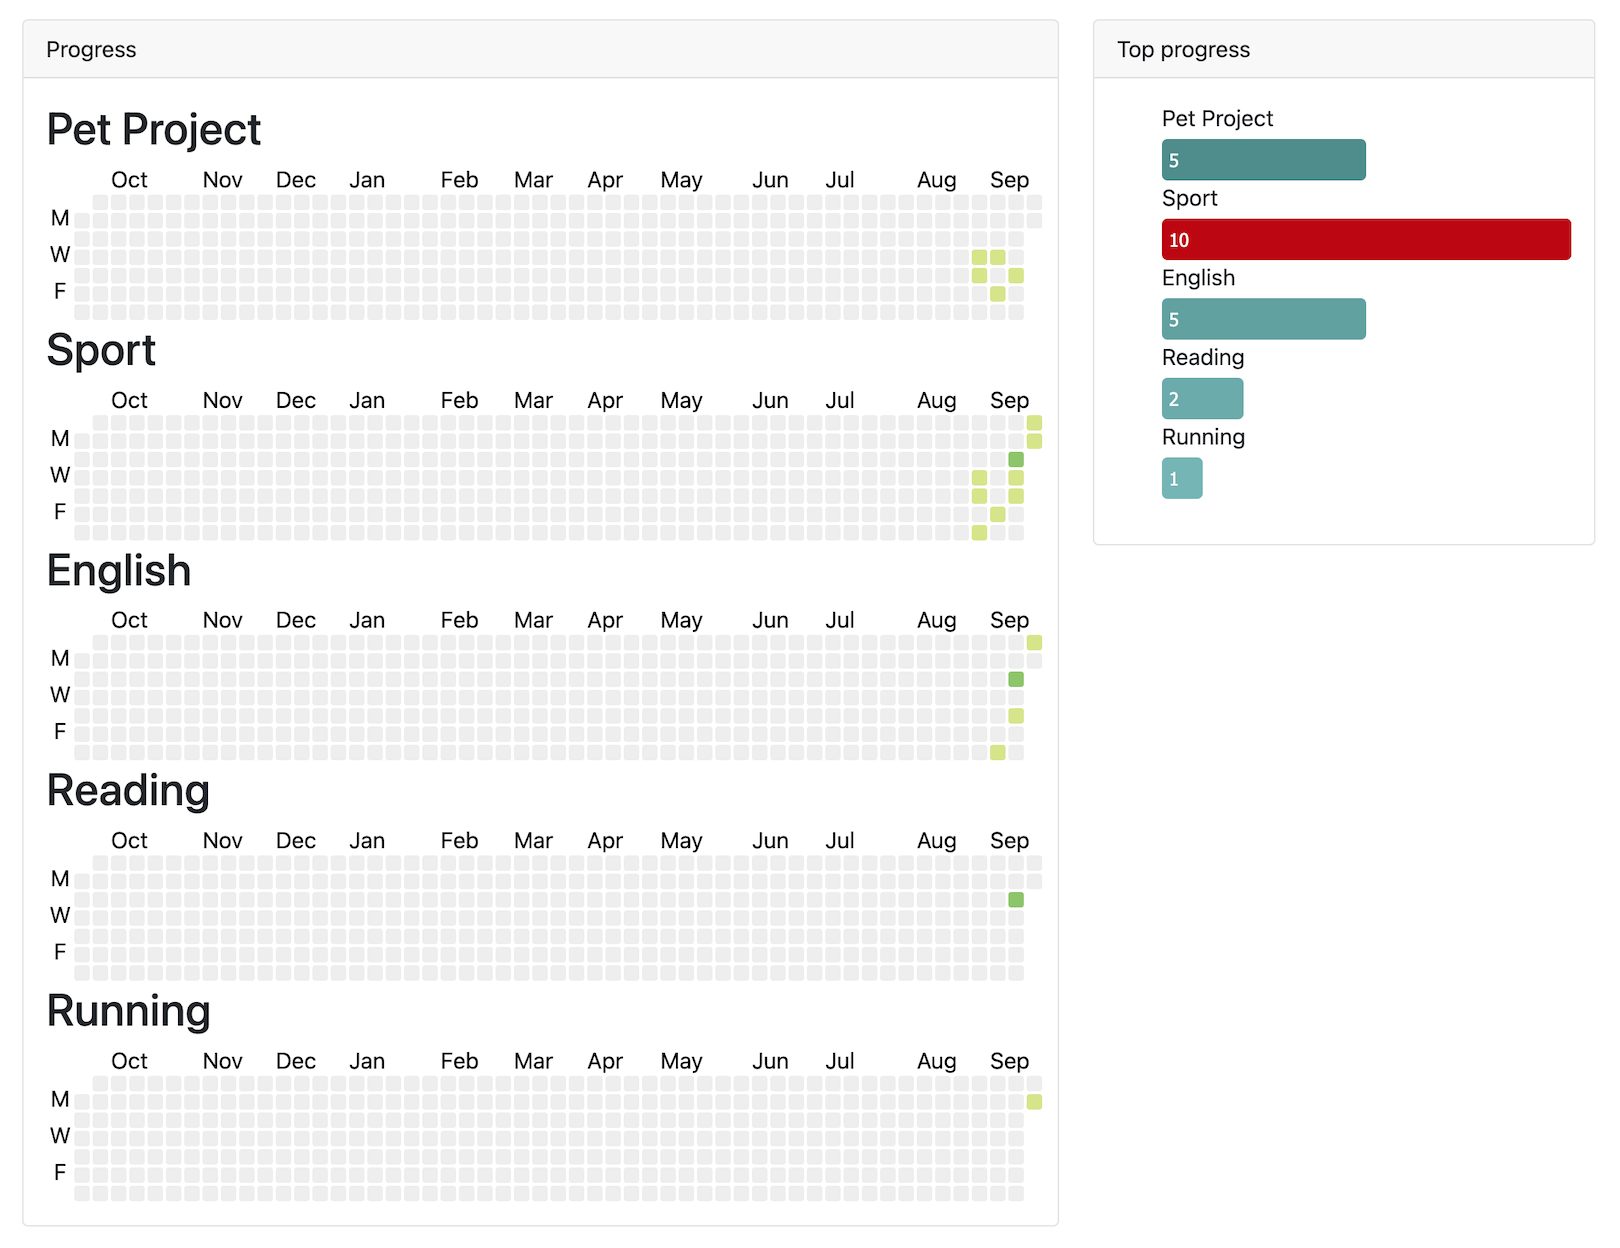 Progress
Pet Project
Oct Nov Dec Jan Feb Mar Apr May Jun Jul Aug Sep
M
W
F
Sport
Oct Nov Dec Jan Feb Mar Apr May Jun Jul Aug Sep
M
W
F
English
Oct Nov Dec Jan Feb Mar Apr May Jun Jul Aug Sep
M
W
F
Reading
Oct Nov Dec Jan Feb Mar Apr May Jun Jul Aug Sep
M
W
F
Running
Oct Nov Dec Jan Feb Mar Apr May Jun Jul Aug Sep
M
W
F
Top progress
Pet Project
5
Sport
10
English
5
Reading
2
Running
1